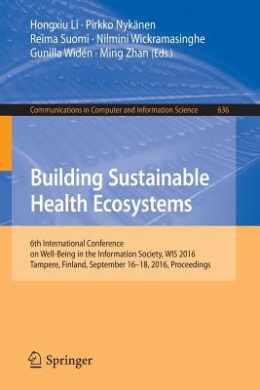 Hongxiu Li · Pirkko Nykänen
Reima Suomi · Nilmini Wickramasinghe
Gunilla Widén · Ming Zhan (Eds.)
Communications in Computer and Information Science 636
Building Sustainable
Health Ecosystems
6th International Conference
on Well-Being in the Information Society, WIS 2016
Tampere, Finland, September 16–18, 2016, Proceedings
Springer